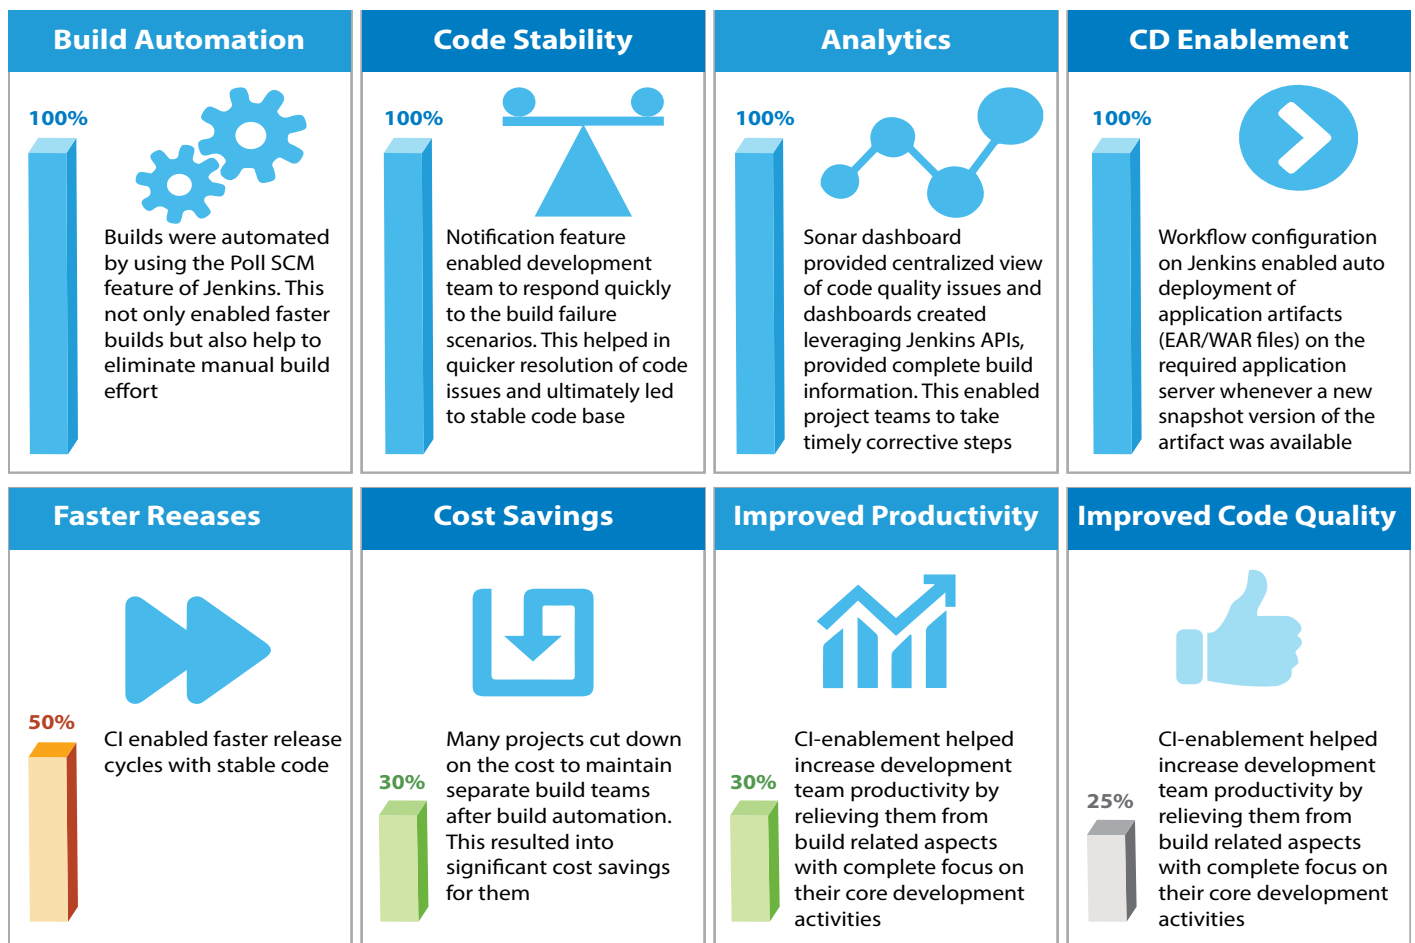 Build Automation
100%
Builds were automated
by using the Poll SCM
feature of Jenkins. This
not only enabled faster
builds but also help to
eliminate manual build
effort
Code Stability
100%
Notification feature
enabled development
team to respond quickly
to the build failure
scenarios. This helped in
quicker resolution of code
issues and ultimately led
to stable code base
Analytics
100%
Sonar dashboard
provided centralized view
of code quality issues and
dashboards created
leveraging Jenkins APIs,
provided complete build
information. This enabled
project teams to take
timely corrective steps
CD Enablement
100%
Workflow configuration
on Jenkins enabled auto
deployment of
application artifacts
(EAR/WAR files) on the
required application
server whenever a new
snapshot version of the
artifact was available
Faster Reeases
50%
CI enabled faster release
cycles with stable code
Cost Savings
30%
Many projects cut down
on the cost to maintain
separate build teams
after build automation.
This resulted into
significant cost savings
for them
Improved Productivity
30%
CI-enablement helped
increase development
team productivity by
relieving them from
build related aspects
with complete focus on
their core development
activities
Improved Code Quality
25%
CI-enablement helped
increase development
team productivity by
relieving them from
build related aspects
with complete focus on
their core development
activities